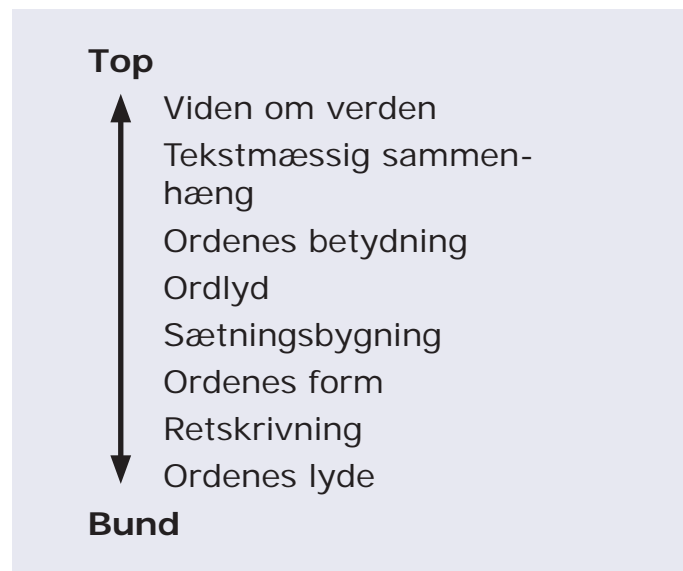 Top
Viden om verden
Tekstmæssig sammen-
hæng
Ordenes betydning
Ordlyd
Sætningsbygning
Ordenes form
Retskrivning
Ordenes lyde
Bund